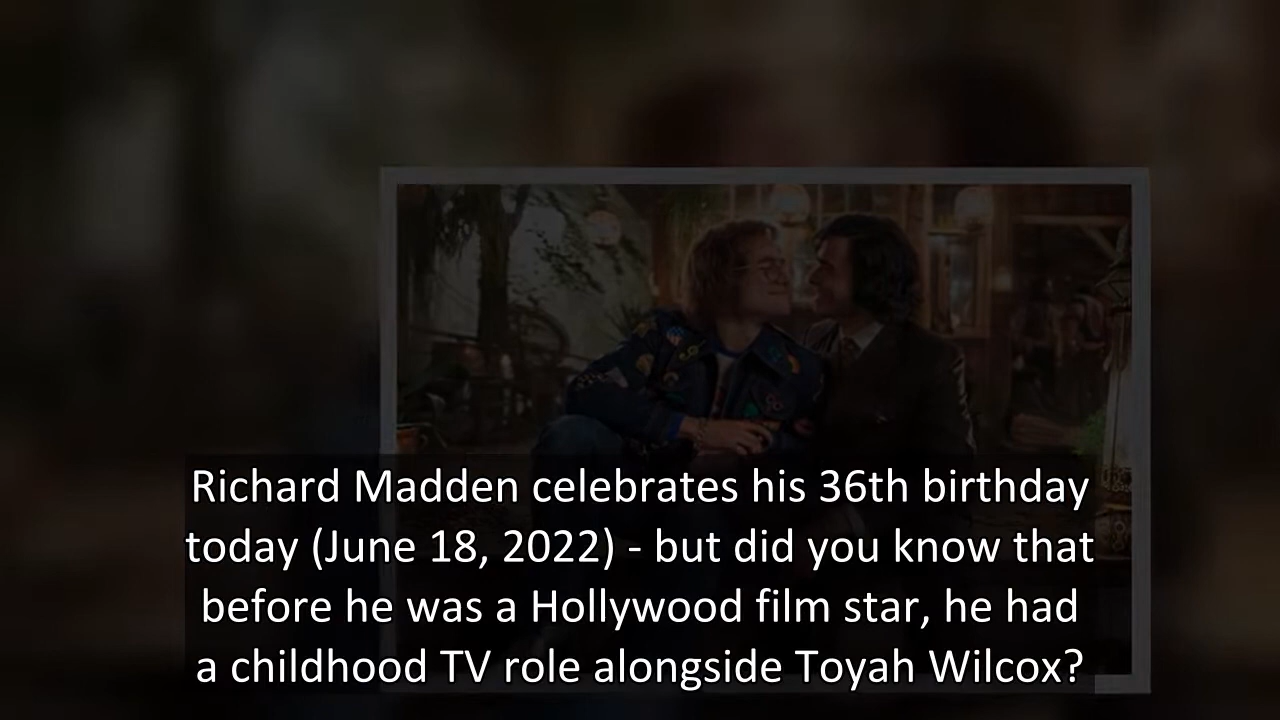 Richard Madden celebrates his 36th birthday
today (June 18, 2022) - but did you know that
before he was a Hollywood film star, he had
a childhood TV role alongside Toyah Wilcox?